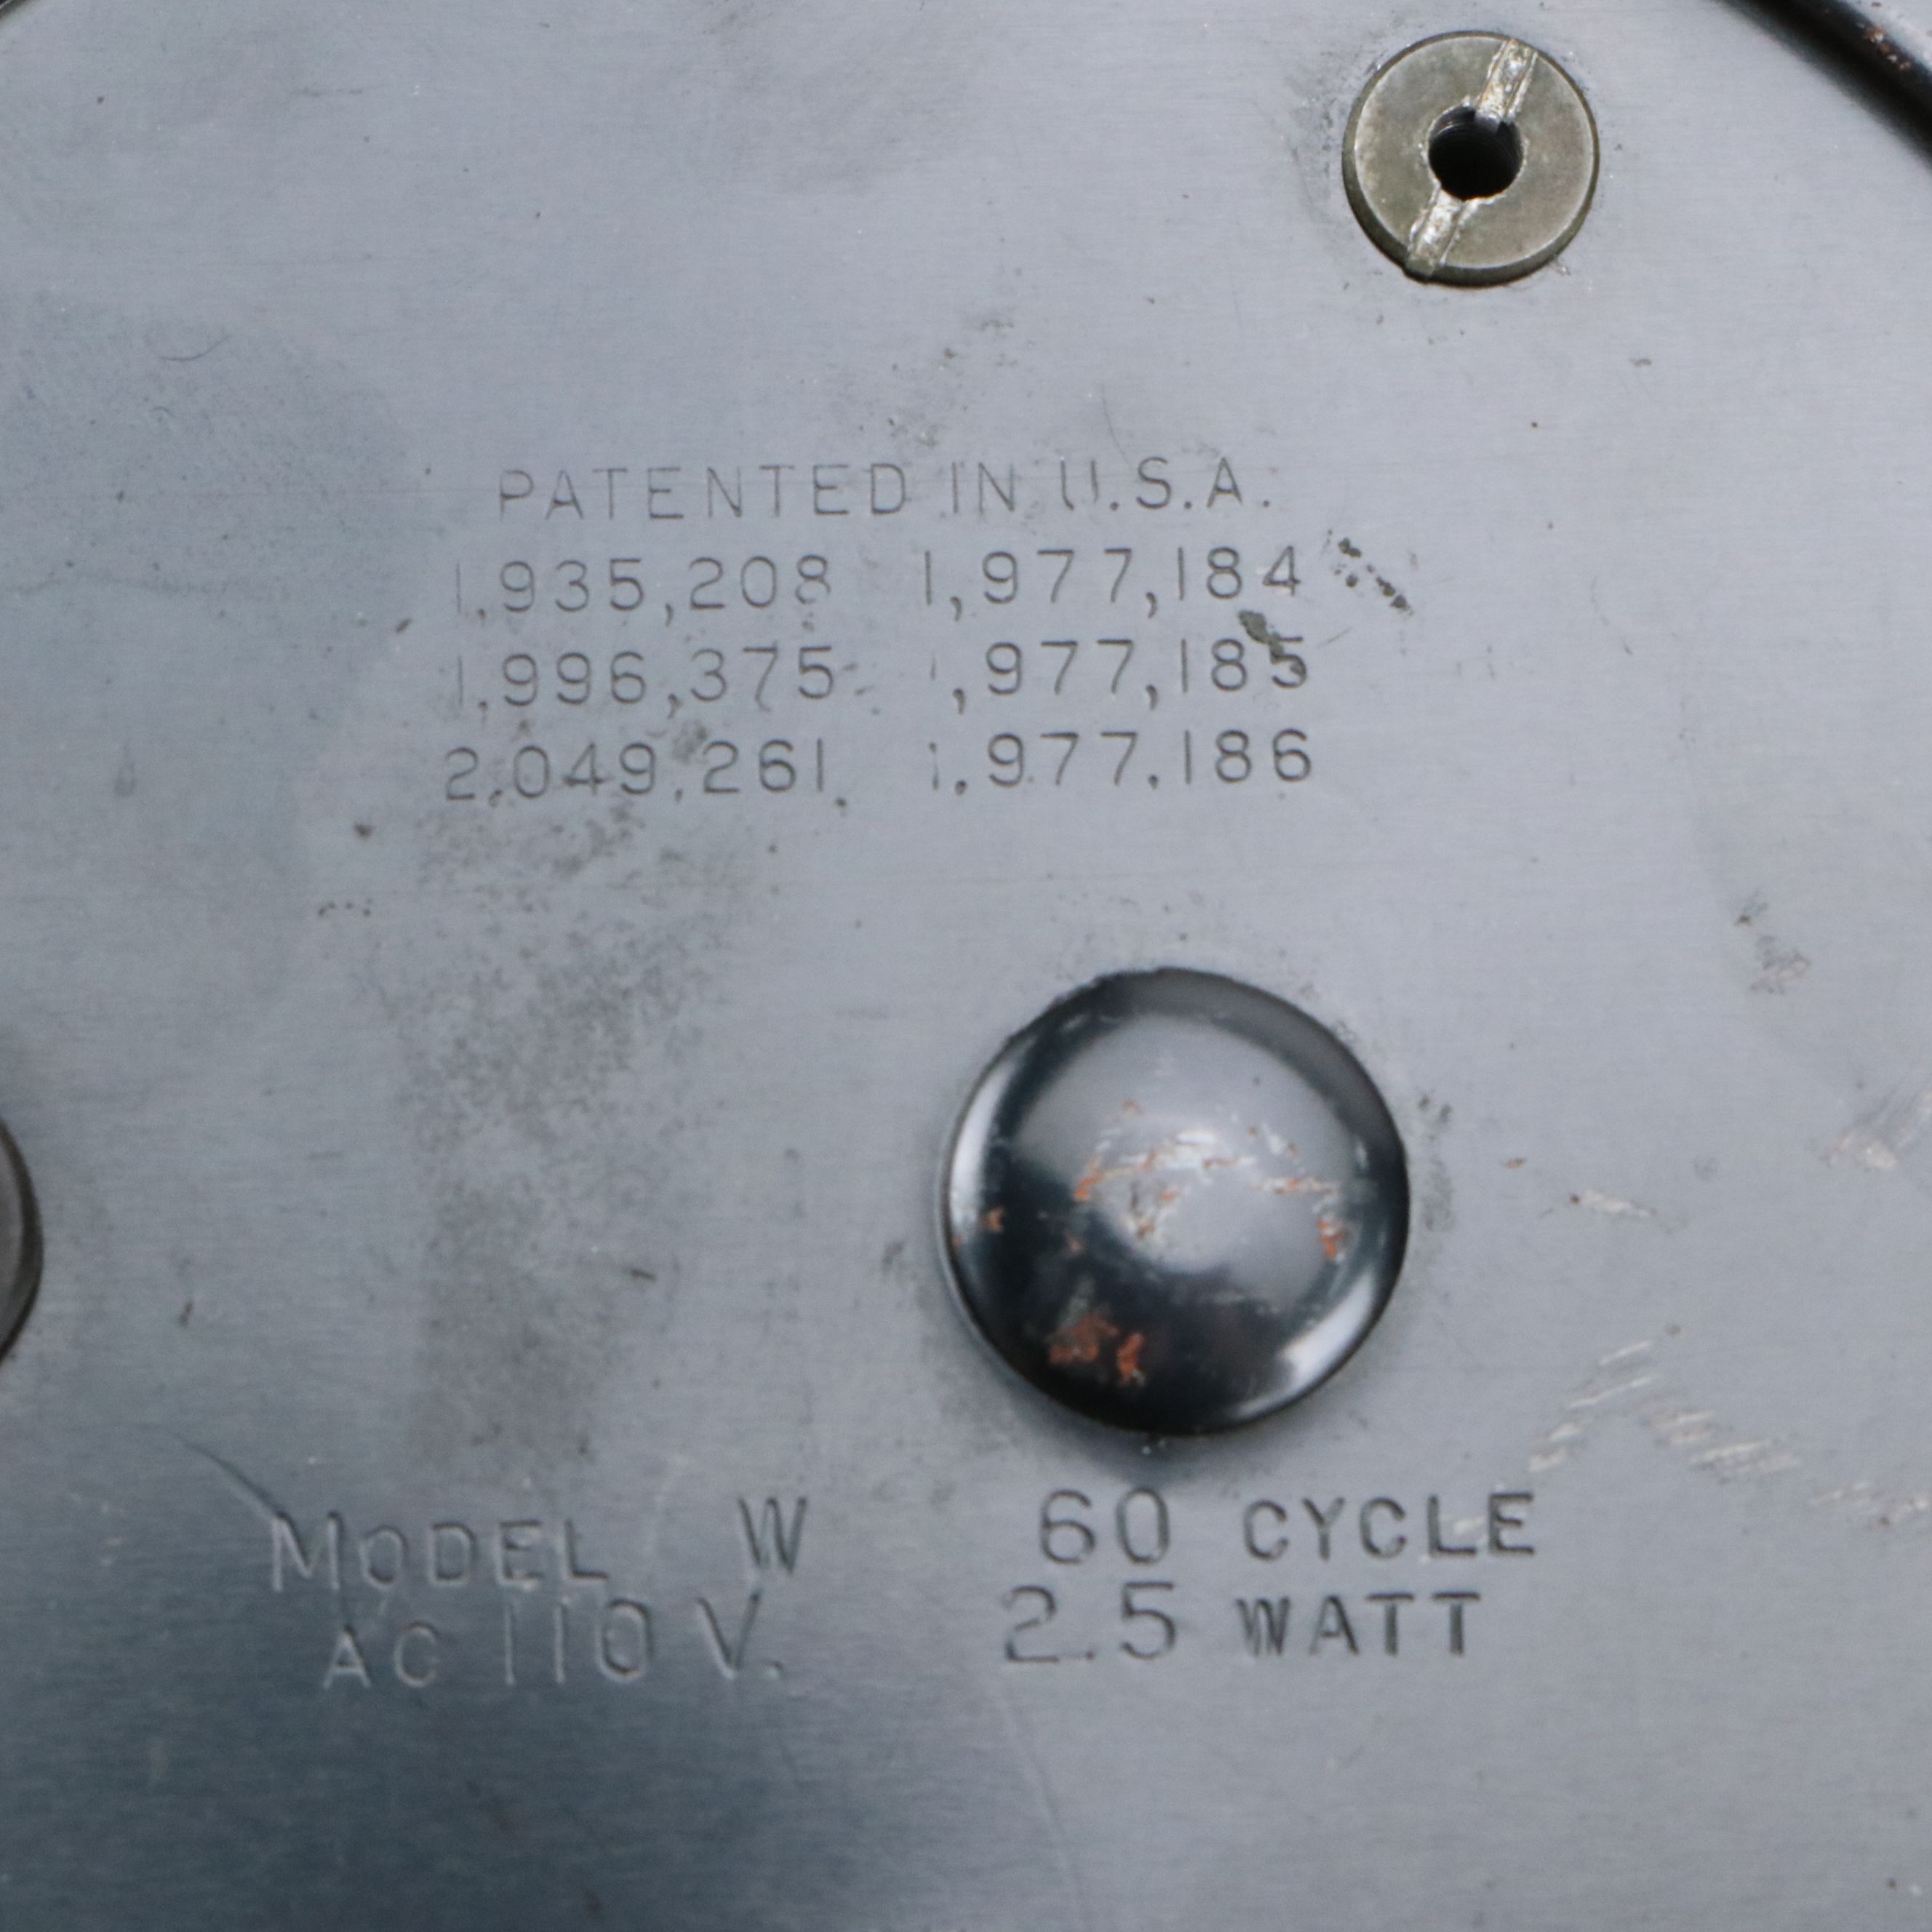 PATENTED IN U.S.A.
1,935,208 1,977,184
1,996,375 1,977,185
2,049,261 1,977,186
MODEL W 60 CYCLE
AC 110 V. 2.5 WATT